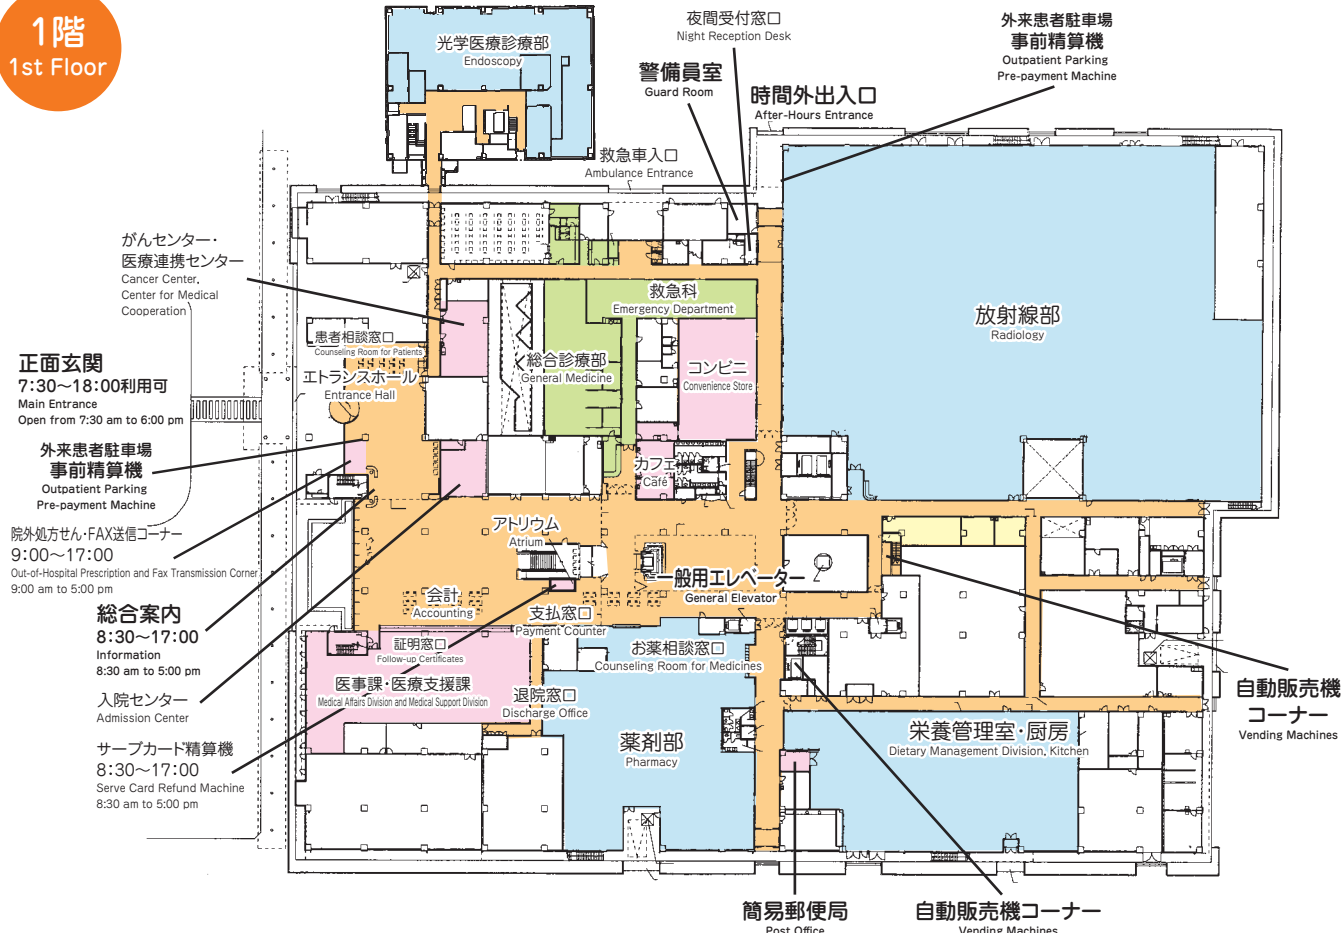 1階
1st Floor
光学医療診療部
Endoscopy
夜間受付窓口
Night Reception Desk
警備員室
Guard Room
時間外出入口
After-Hours Entrance
外来患者駐車場
事前精算機
Outpatient Parking
Pre-payment Machine
救急車入口
Ambulance Entrance
がんセンター・
医療連携センター
Cancer Center,
Center for Medical
Cooperation
救急科
Emergency Department
放射線部
Radiology
患者相談窓口
Counseling Room for Patients
エトランスホール
Entrance Hall
総合診療部
General Medicine
コンビニ
Convenience Store
正面玄関
7:30〜18:00利用可
Main Entrance
Open from 7:30 am to 6:00 pm
外来患者駐車場
事前精算機
Outpatient Parking
Pre-payment Machine
カフェ
Café
院外処方せん・FAX送信コーナー
9:00〜17:00
Out-of-Hospital Prescription and Fax Transmission Corner
9:00 am to 5:00 pm
アトリウム
Atrium
一般用エレベーター
General Elevator
会計
Accounting
支払窓口
Payment Counter
総合案内
8:30〜17:00
Information
8:30 am to 5:00 pm
証明窓口
Follow-up Certificates
お薬相談窓口
Counseling Room for Medicines
医事課・医療支援課
Medical Affairs Division and Medical Support Division
退院窓口
Discharge Office
入院センター
Admission Center
自動販売機
コーナー
Vending Machines
サーブカード精算機
8:30〜17:00
Serve Card Refund Machine
8:30 am to 5:00 pm
薬剤部
Pharmacy
栄養管理室・厨房
Dietary Management Division, Kitchen
簡易郵便局
Post Office
自動販売機コーナー
Vending Machines